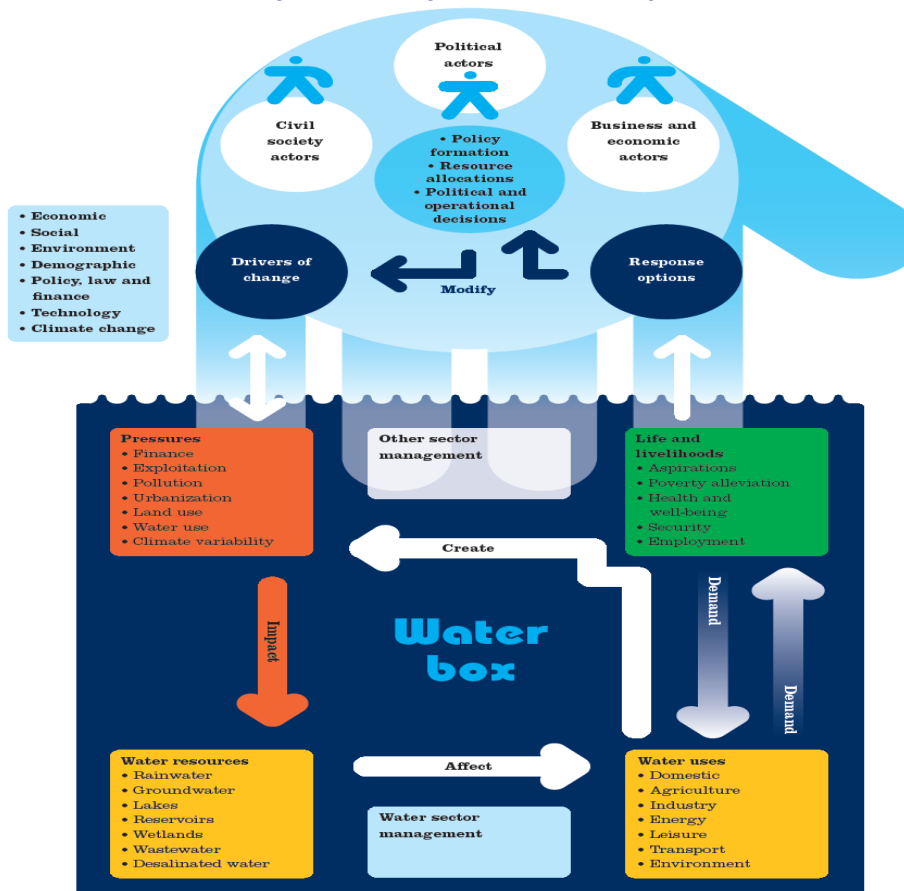 Political
actors
Civil
society
actors
Business and
economic
actors
• Policy
formation
• Resource
allocations
• Political and
operational
decisions
• Economic
• Social
• Environment
• Demographic
• Policy, law and
finance
• Technology
• Climate change
Drivers of
change
Modify
Response
options
Pressures
• Finance
• Exploitation
• Pollution
• Urbanization
• Land use
• Water use
• Climate variability
Other sector
management
Life and
livelihoods
• Aspirations
• Poverty alleviation
• Health and
well-being
• Security
• Employment
Create
Impact
Water
box
Demand
Demand
Water resources
• Rainwater
• Groundwater
• Lakes
• Reservoirs
• Wetlands
• Wastewater
• Desalinated water
Affect
Water sector
management
Water uses
• Domestic
• Agriculture
• Industry
• Energy
• Leisure
• Transport
• Environment